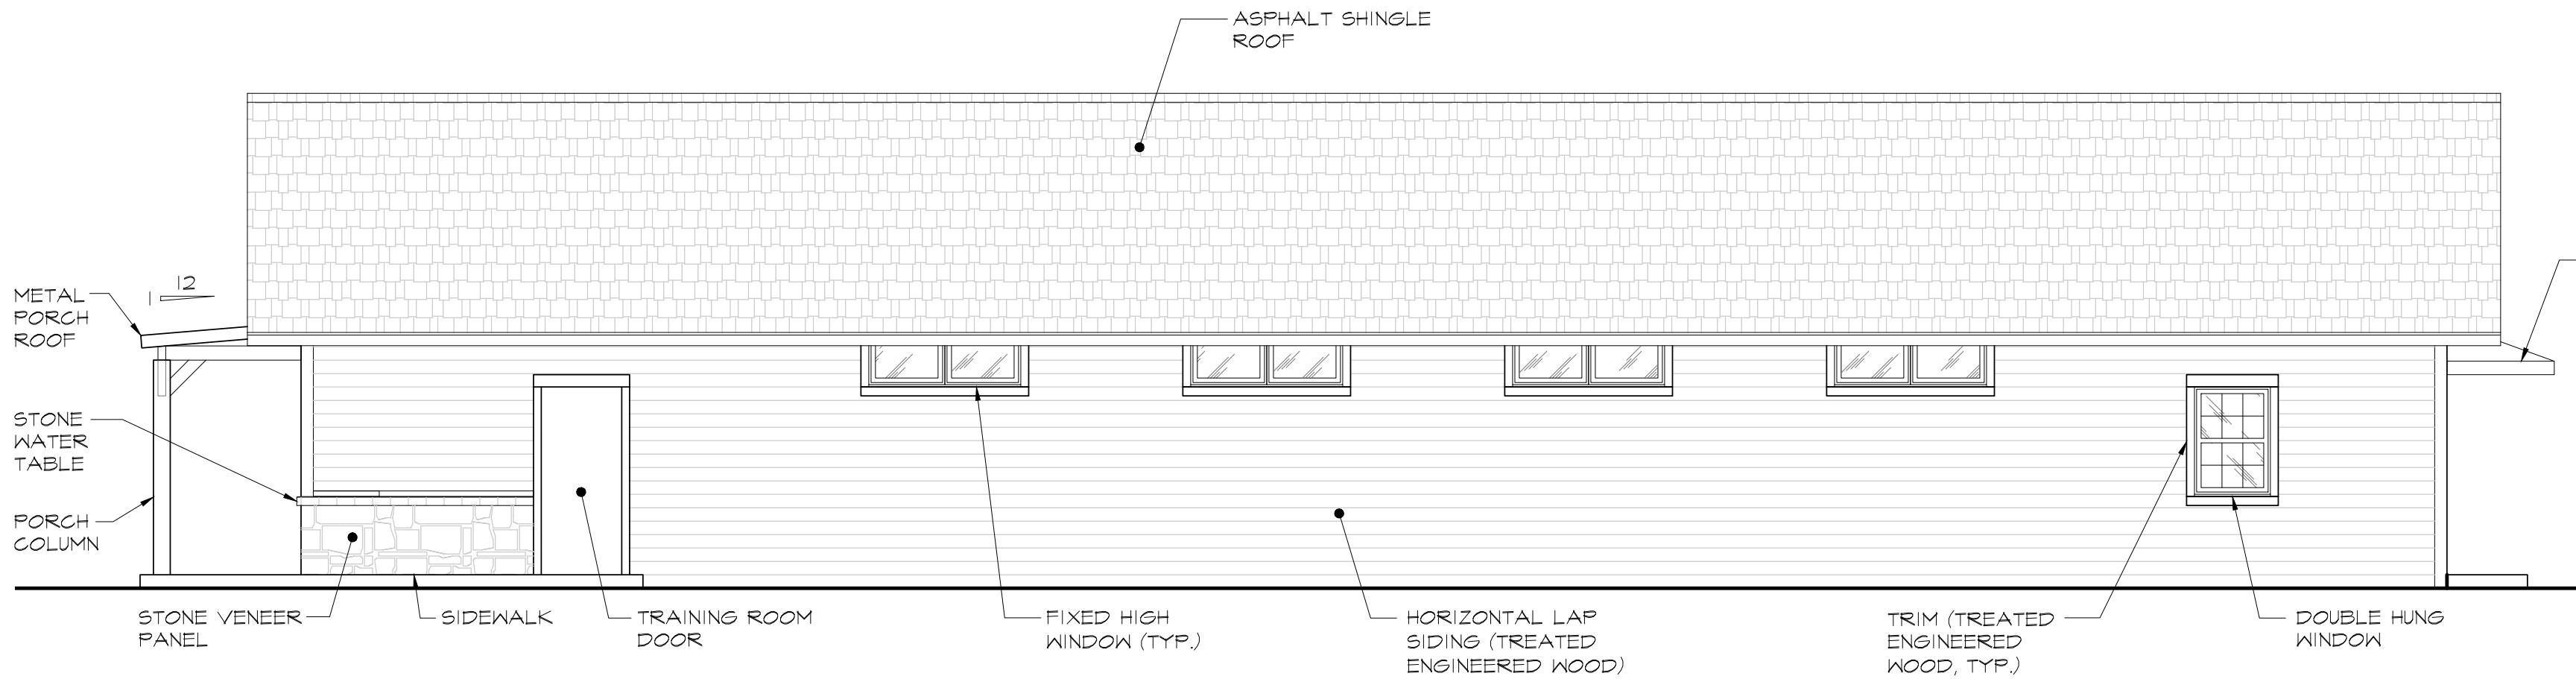 ASPHALT SHINGLE
ROOF
12
1
METAL
PORCH
ROOF
STONE
WATER
TABLE
PORCH
COLUMN
STONE VENEER
PANEL
SIDEWALK
TRAINING ROOM
DOOR
FIXED HIGH
WINDOW (TYP.)
HORIZONTAL LAP
SIDING (TREATED
ENGINEERED WOOD)
TRIM (TREATED
ENGINEERED
WOOD, TYP.)
DOUBLE HUNG
WINDOW